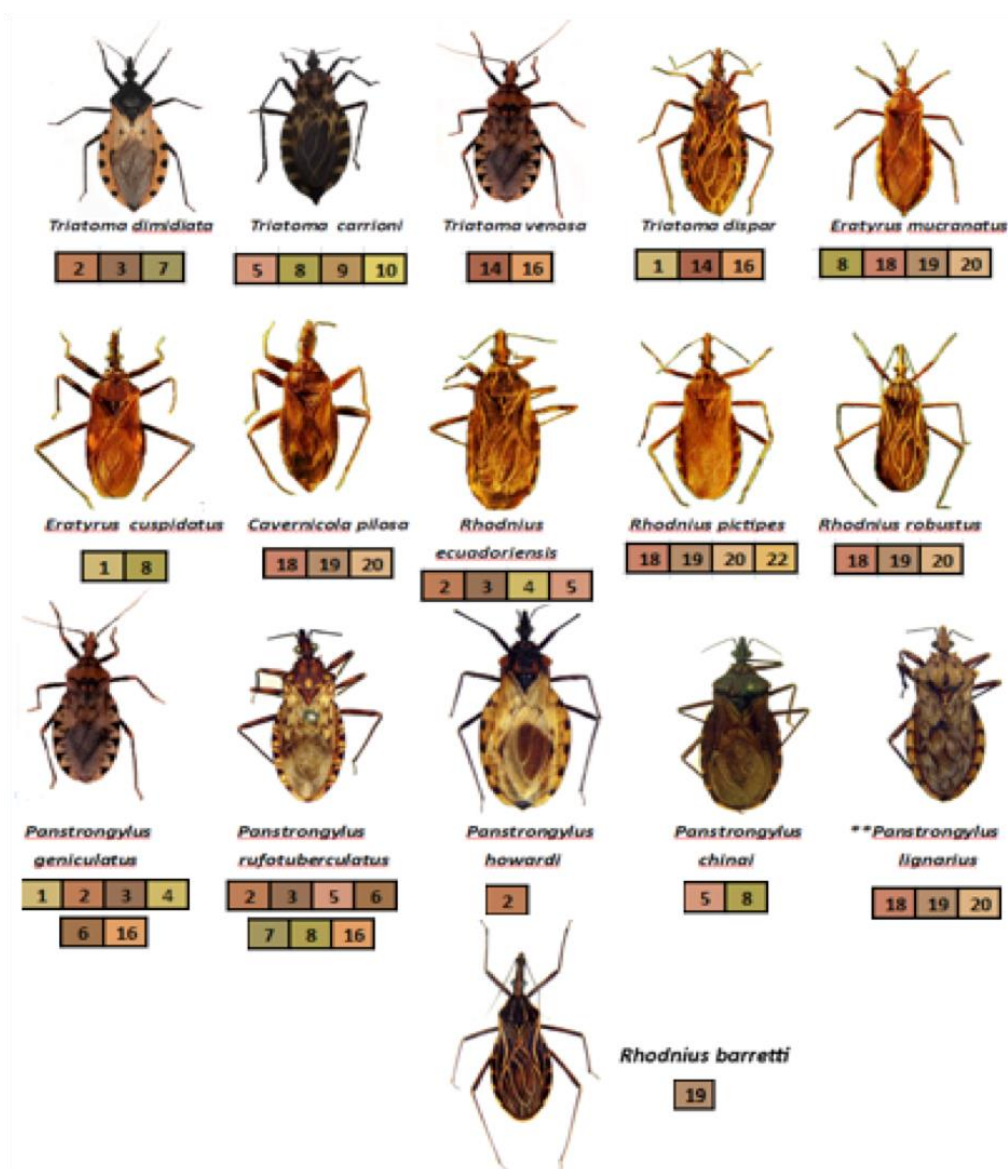 Triatoma dimidiata
Triatoma carrioni
Triatoma venosa
Triatoma dispar
Eratyrus mucranatus
2 3 7
5 8 9 10
14 16
1 14 16
8 18 19 20
Eratyrus cuspidatus
Cavernicola pilosa
Rhodnius
ecuadoriensis
Rhodnius pictipes
Rhodnius robustus
1 8
18 19 20
2 3 4 5
18 19 20 22
18 19 20
Panstrongylus
geniculatus
Panstrongylus
rufotuberculatus
Panstrongylus
howardi
Panstrongylus
chinai
**Panstrongylus
lignarius
1 2 3 4
6 16
2 3 5 6
7 8 16
2
5 8
18 19 20
Rhodnius barretti
19